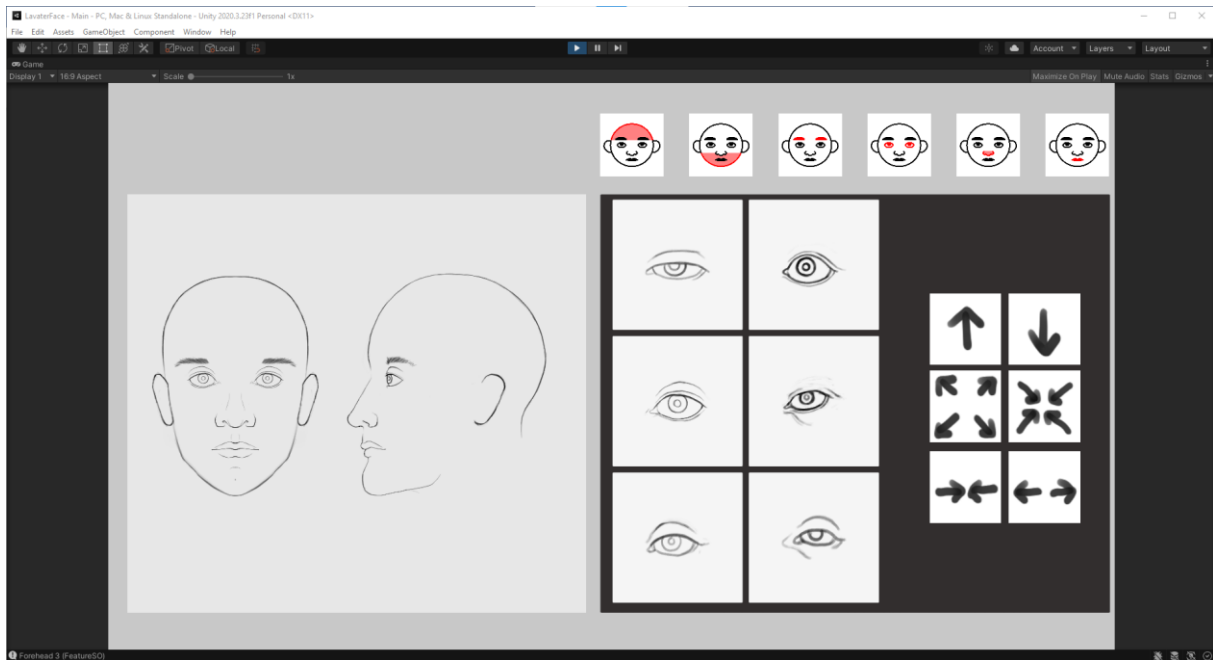 LavaterFace - Main - PC, Mac & Linux Standalone - Unity 2020.3.23f1 Personal <DX11>
File Edit Assets GameObject Component Window Help
Pivot Local Account Layers Layout
Game
Display 1 16:9 Aspect Scale 1x Maximize On Play Mute Audio Stats Gizmos
Forehead 3 (FeatureSO)